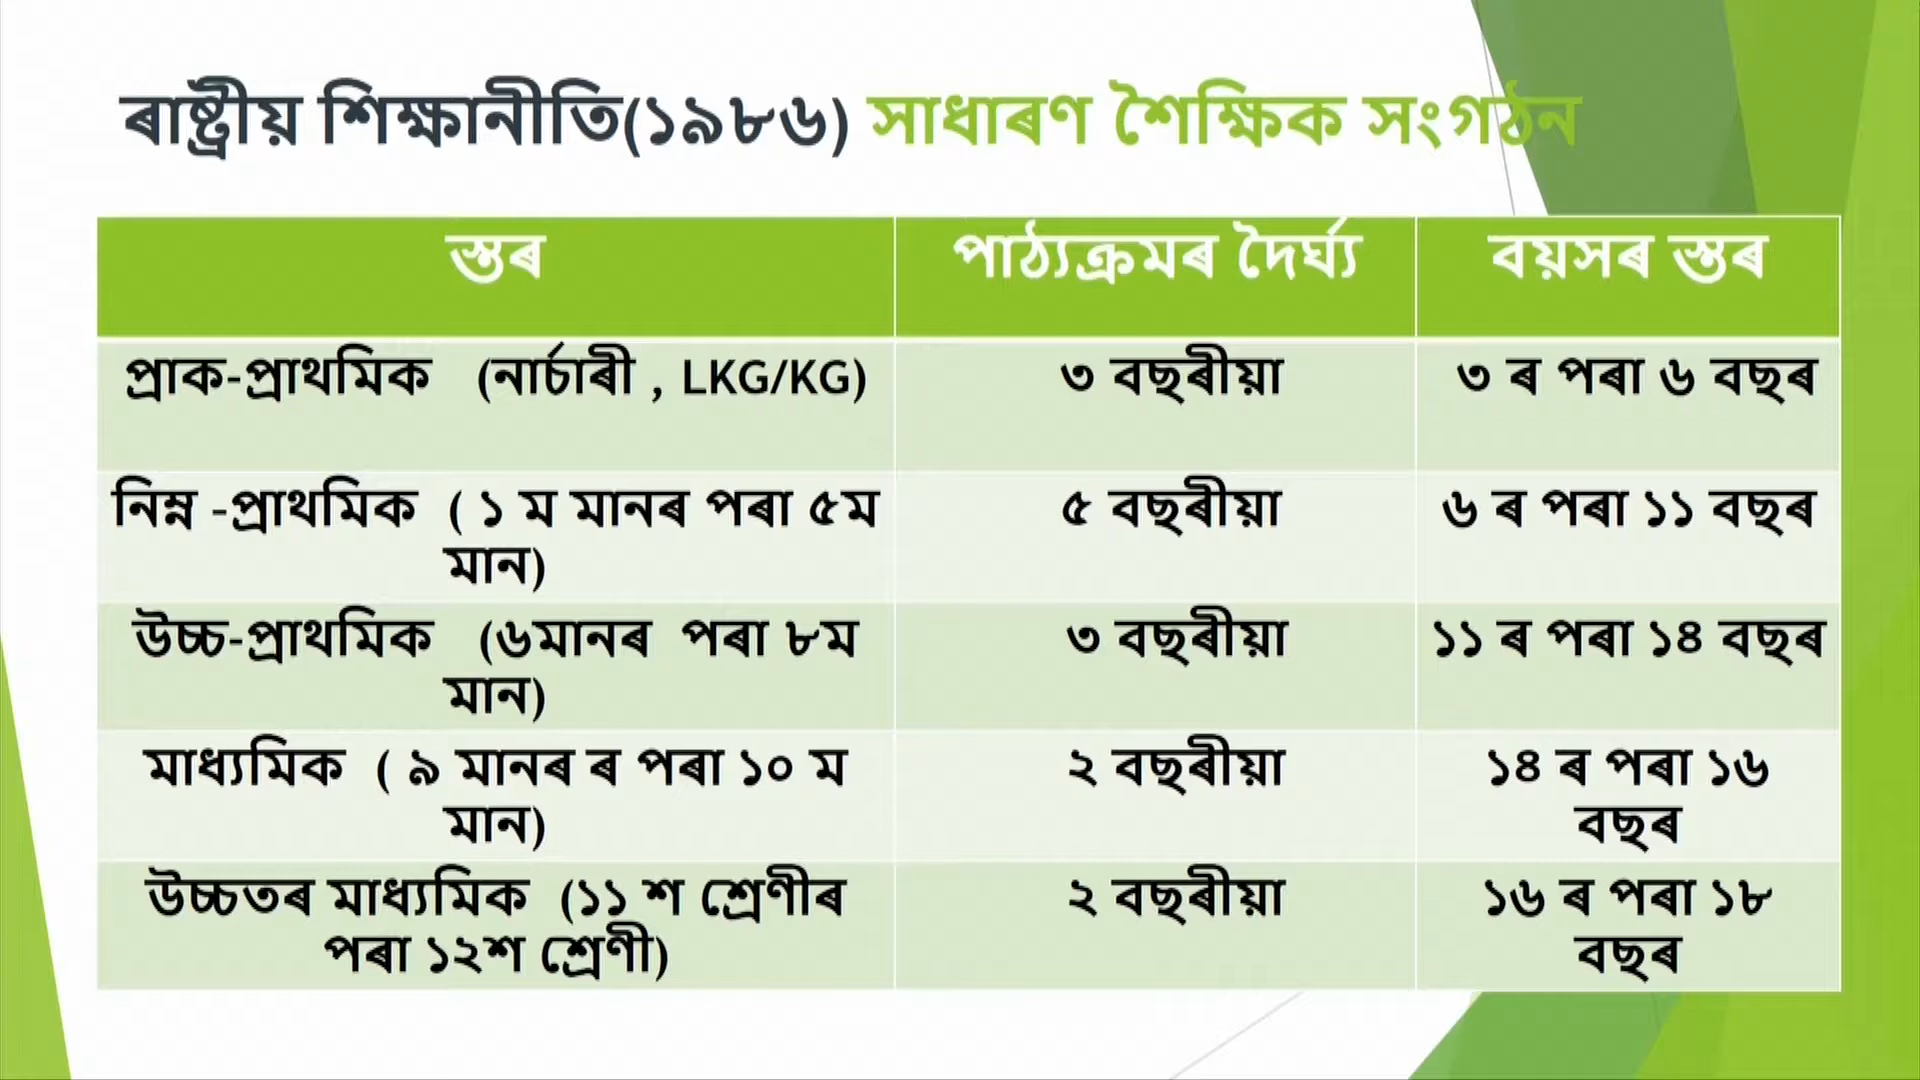 ৰাষ্ট্ৰীয় শিক্ষানীতি(১৯৮৬) সাধাৰণ শৈক্ষিক সংগঠন
স্তৰ পাঠ্যক্ৰমৰ দৈৰ্ঘ্য বয়সৰ স্তৰ
প্ৰাক-প্ৰাথমিক (নাৰ্চাৰী , LKG/KG) ৩ বছৰীয়া ৩ ৰ পৰা ৬ বছৰ
নিম্ন -প্ৰাথমিক ( ১ ম মানৰ পৰা ৫ম ৫ বছৰীয়া ৬ ৰ পৰা ১১ বছৰ
মান)
উচ্চ-প্ৰাথমিক (৬মানৰ পৰা ৮ম ৩ বছৰীয়া ১১ ৰ পৰা ১৪ বছৰ
মান)
মাধ্যমিক ( ৯ মানৰ ৰ পৰা ১০ ম ২ বছৰীয়া ১৪ ৰ পৰা ১৬
মান) বছৰ
উচ্চতৰ মাধ্যমিক (১১ শ শ্ৰেণীৰ ২ বছৰীয়া ১৬ ৰ পৰা ১৮
পৰা ১২শ শ্ৰেণী) বছৰ